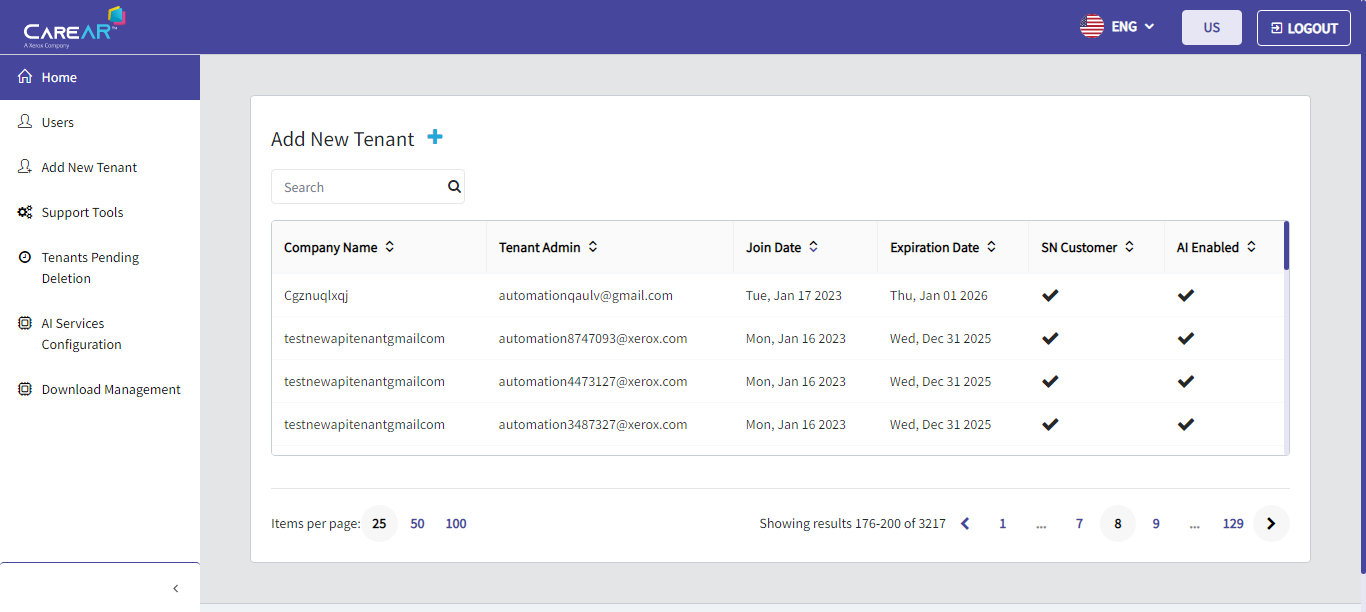 CAREAR™
A Xerox Company
ENG
US
LOGOUT
Home
Users
Add New Tenant
Support Tools
Tenants Pending
Deletion
AI Services
Configuration
Download Management
Add New Tenant
Search
Company Name Tenant Admin Join Date Expiration Date SN Customer AI Enabled
Cgznuqlxqj automationqaulv@gmail.com Tue, Jan 17 2023 Thu, Jan 01 2026
testnewapitenantgmailcom automation8747093@xerox.com Mon, Jan 16 2023 Wed, Dec 31 2025
testnewapitenantgmailcom automation4473127@xerox.com Mon, Jan 16 2023 Wed, Dec 31 2025
testnewapitenantgmailcom automation3487327@xerox.com Mon, Jan 16 2023 Wed, Dec 31 2025
Items per page: 25 50 100 Showing results 176-200 of 3217 1 ... 7 8 9 ... 129